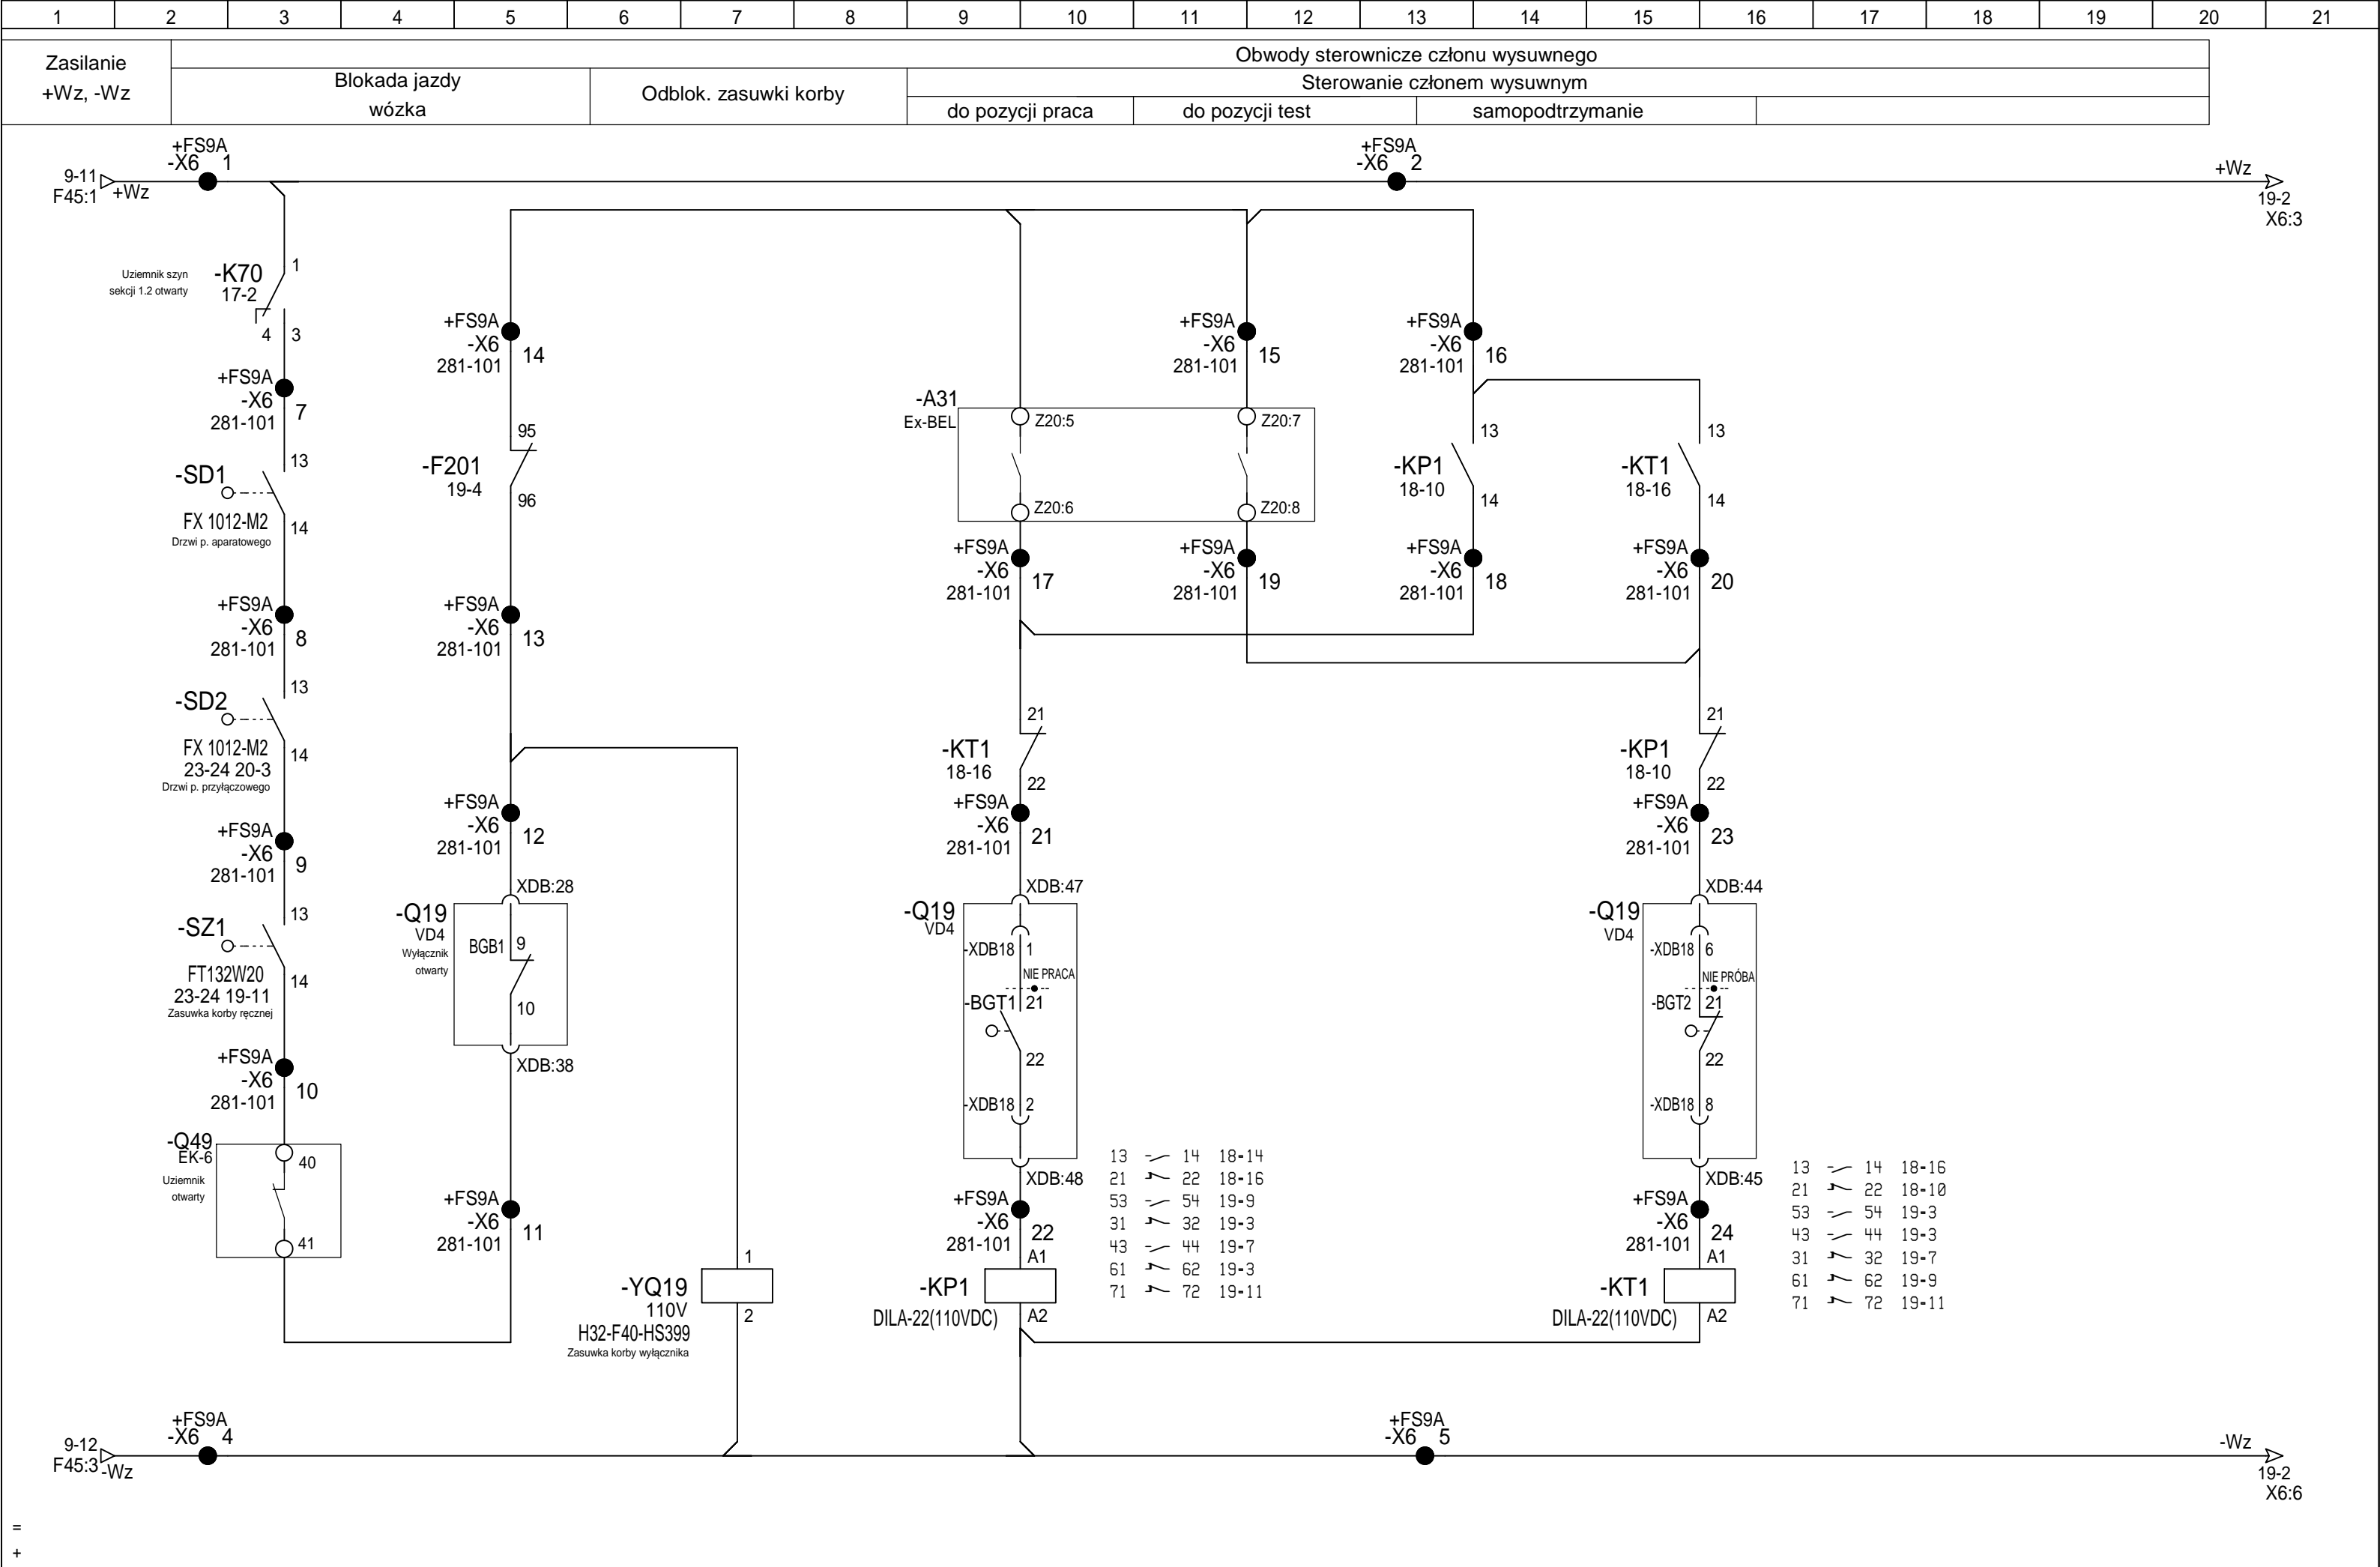 1 2 3 4 5 6 7 8 9 10 11 12 13 14 15 16 17 18 19 20 21
Zasilanie
+Wz, -Wz
Obwody sterownicze członu wysuwnego
Blokada jazdy
wózka
Odblok. zasuwki korby
Sterowanie członem wysuwnym
do pozycji praca
do pozycji test
samopodtrzymanie
9-11
F45:1
+Wz
+FS9A
-X6 1
+FS9A
-X6 2
+Wz
19-2
X6:3
Uziemnik szyn
sekcji 1.2 otwarty
-K70
17-2
1
4 3
+FS9A
-X6
281-101
7
-SD1
13
14
FX 1012-M2
Drzwi p. aparatowego
+FS9A
-X6
281-101
8
-SD2
13
14
FX 1012-M2
23-24 20-3
Drzwi p. przyłączowego
+FS9A
-X6
281-101
9
-SZ1
13
14
FT132W20
23-24 19-11
Zasuwka korby ręcznej
+FS9A
-X6
281-101
10
-Q49
EK-6
Uziemnik
otwarty
40
41
+FS9A
-X6
281-101
14
-F201
19-4
95
96
+FS9A
-X6
281-101
13
+FS9A
-X6
281-101
12
XDB:28
-Q19
VD4
Wyłącznik
otwarty
BGB1
9
10
XDB:38
+FS9A
-X6
281-101
11
-YQ19
110V
H32-F40-HS399
Zasuwka korby wyłącznika
1
2
-A31
Ex-BEL
Z20:5
Z20:6
+FS9A
-X6
281-101
17
+FS9A
-X6
281-101
15
Z20:7
Z20:8
+FS9A
-X6
281-101
19
+FS9A
-X6
281-101
16
-KP1
18-10
13
14
+FS9A
-X6
281-101
18
-KT1
18-16
13
14
+FS9A
-X6
281-101
20
-KT1
18-16
21
22
+FS9A
-X6
281-101
21
XDB:47
-Q19
VD4
-XDB18 1
NIE PRACA
-BGT1 21
22
-XDB18 2
XDB:48
+FS9A
-X6
281-101
22
A1
-KP1
DILA-22(110VDC)
A2
13 14 18-14
21 22 18-16
53 54 19-9
31 32 19-3
43 44 19-7
61 62 19-3
71 72 19-11
-KP1
18-10
21
22
+FS9A
-X6
281-101
23
XDB:44
-Q19
VD4
-XDB18 6
NIE PRÓBA
-BGT2 21
22
-XDB18 8
XDB:45
+FS9A
-X6
281-101
24
A1
-KT1
DILA-22(110VDC)
A2
13 14 18-16
21 22 18-10
53 54 19-3
43 44 19-3
31 32 19-7
61 62 19-9
71 72 19-11
9-12
F45:3
-Wz
+FS9A
-X6 4
+FS9A
-X6 5
-Wz
19-2
X6:6
=
+